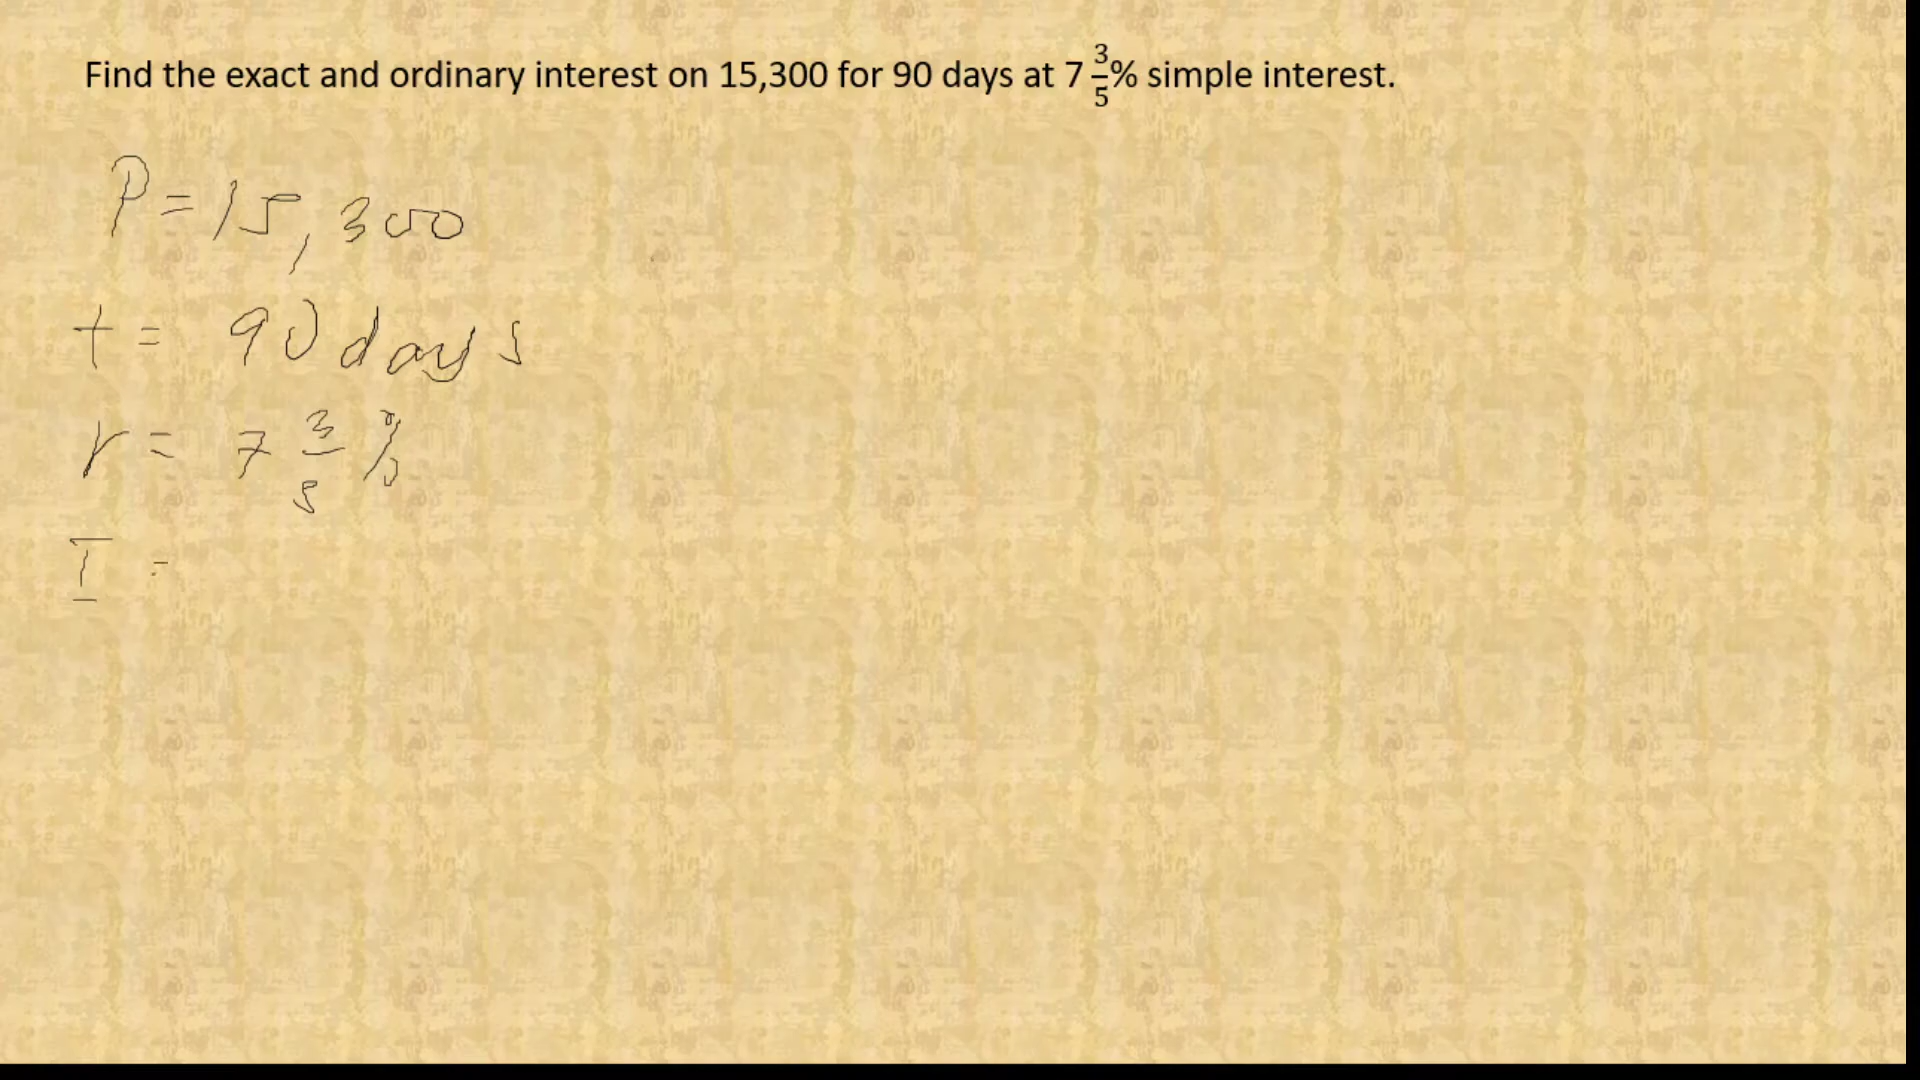 Find the exact and ordinary interest on 15,300 for 90 days at 7 3/5% simple interest.
P = 15,300
t = 90 days
r = 7 3/5 %
I =